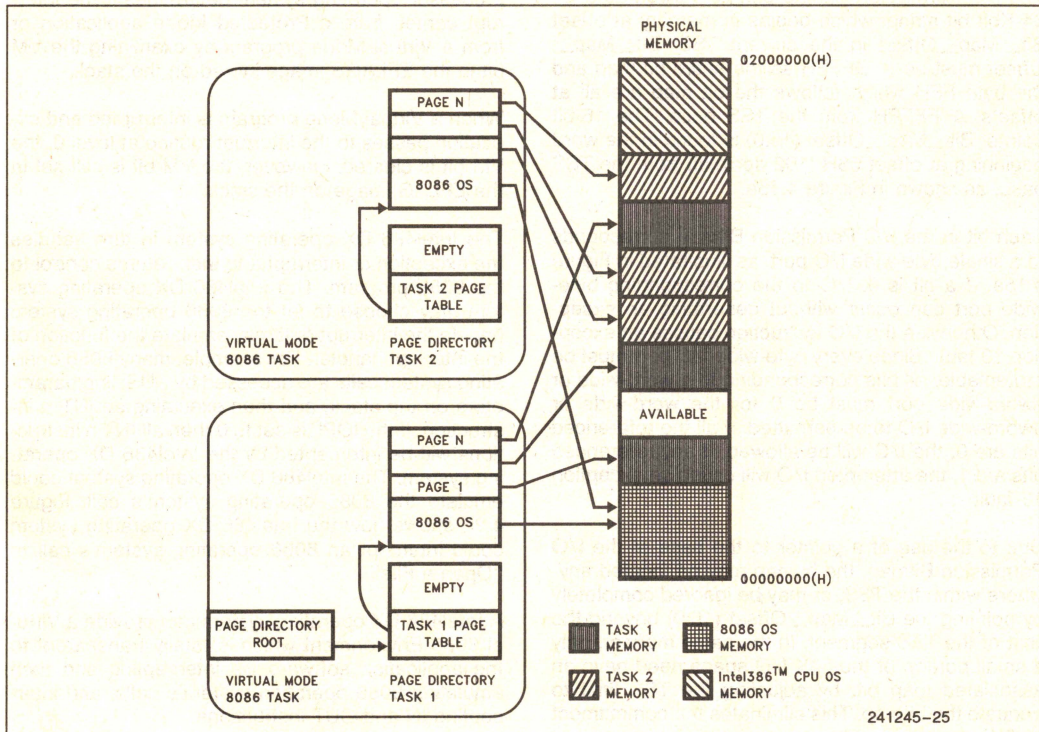 PHYSICAL
MEMORY
02000000(H)
PAGE N
8086 OS
EMPTY
TASK 2 PAGE
TABLE
VIRTUAL MODE
8086 TASK
PAGE DIRECTORY
TASK 2
AVAILABLE
PAGE N
PAGE 1
8086 OS
EMPTY
00000000(H)
PAGE DIRECTORY
ROOT
TASK 1 PAGE
TABLE
VIRTUAL MODE
8086 TASK
PAGE DIRECTORY
TASK 1
TASK 1
MEMORY
8086 OS
MEMORY
TASK 2
MEMORY
Intel386™ CPU OS
MEMORY
241245-25